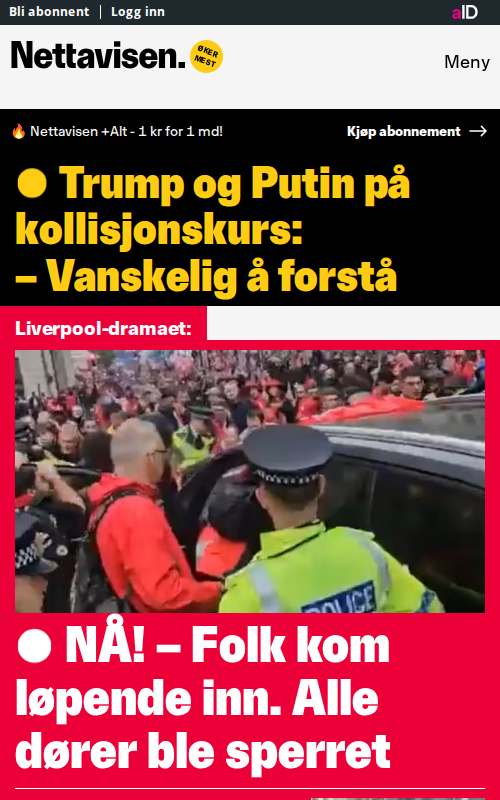 Bli abonnent | Logg inn
aID
Nettavisen.
ØKER
MEST
Meny
🔥 Nettavisen +Alt - 1 kr for 1 md!
Kjøp abonnement →
● Trump og Putin på
kollisjonskurs:
– Vanskelig å forstå
Liverpool-dramaet:
POLICE
● NÅ! – Folk kom
løpende inn. Alle
dører ble sperret